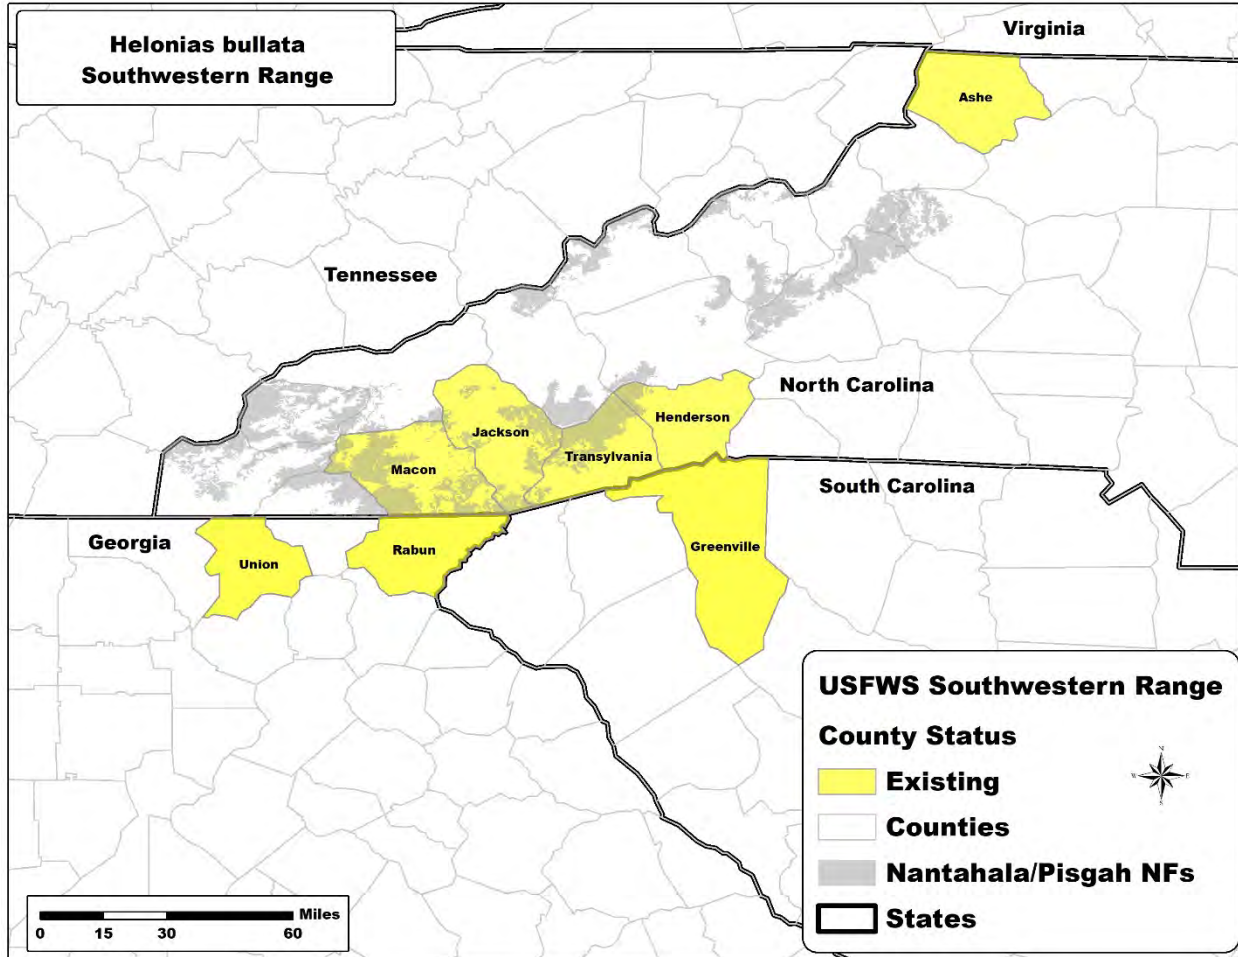 Helonias bullata
Southwestern Range
Virginia
Ashe
Tennessee
North Carolina
Henderson
Jackson
Transylvania
Macon
South Carolina
Georgia
Greenville
Rabun
Union
USFWS Southwestern Range
County Status
Existing
Counties
Nantahala/Pisgah NFs
States
N
W E
S
Miles
0 15 30 60